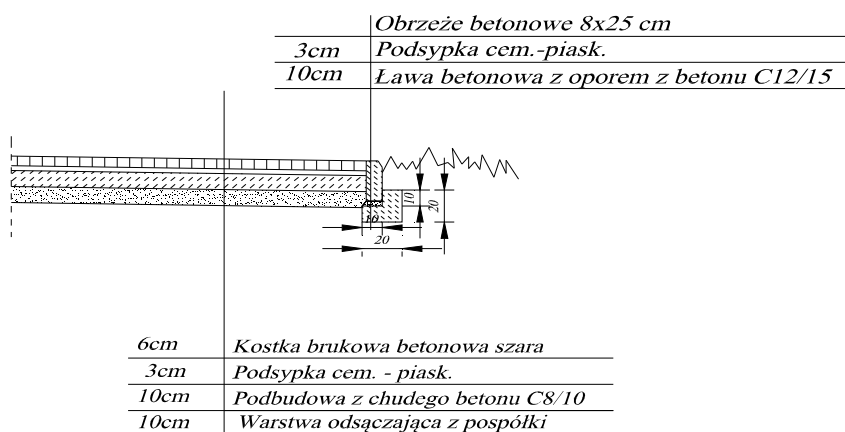 Obrzeże betonowe 8x25 cm
3cm Podsypka cem.-piask.
10cm Ława betonowa z oporem z betonu C12/15
10
20
10
20
6cm Kostka brukowa betonowa szara
3cm Podsypka cem. - piask.
10cm Podbudowa z chudego betonu C8/10
10cm Warstwa odsączająca z pospółki